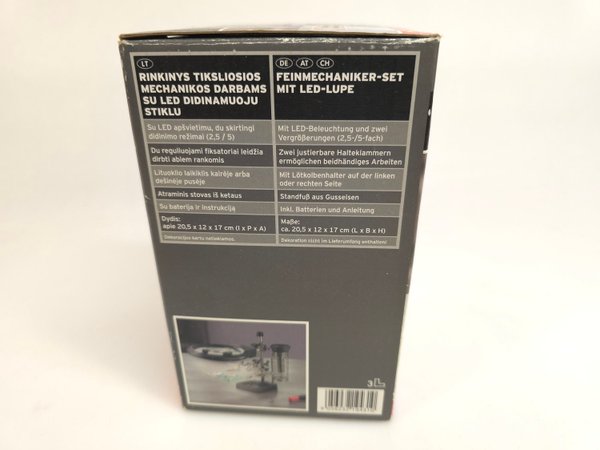 LT
RINKINYS TIKSLIOSIOS
MECHANIKOS DARBAMS
SU LED DIDINAMUOJU
STIKLU
Su LED apšvietimu, du skirtingi
didinimo režimai (2,5 / 5)
Du reguliuojami fiksatoriai leidžia
dirbti abiem rankomis
Lituoklio laikiklis kairėje arba
dešinėje pusėje
Atraminis stovas iš ketaus
Su baterija ir instrukcija
Dydis:
apie 20,5 x 12 x 17 cm (I x P x A)
Dekoracijos kartu netiekiamos.
DE AT CH
FEINMECHANIKER-SET
MIT LED-LUPE
Mit LED-Beleuchtung und zwei
Vergrößerungen (2,5-/5-fach)
Zwei justierbare Halteklammern
ermöglichen beidhändiges Arbeiten
Mit Lötkolbenhalter auf der linken
oder rechten Seite
Standfuß aus Gusseisen
Inkl. Batterien und Anleitung
Maße:
ca. 20,5 x 12 x 17 cm (L x B x H)
Dekoration nicht im Lieferumfang enthalten!
3